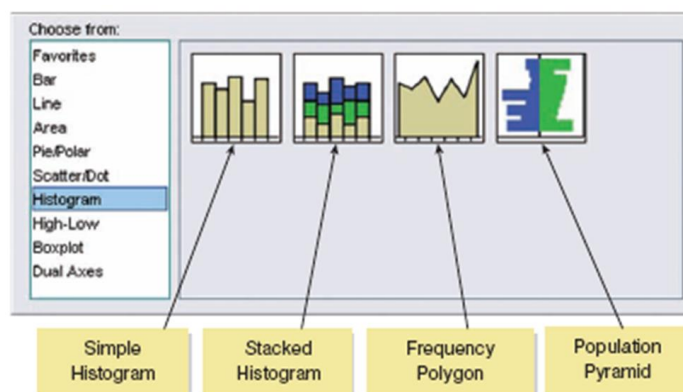 Choose from:
Favorites
Bar
Line
Area
Pie/Polar
Scatter/Dot
Histogram
High-Low
Boxplot
Dual Axes
Simple
Histogram
Stacked
Histogram
Frequency
Polygon
Population
Pyramid